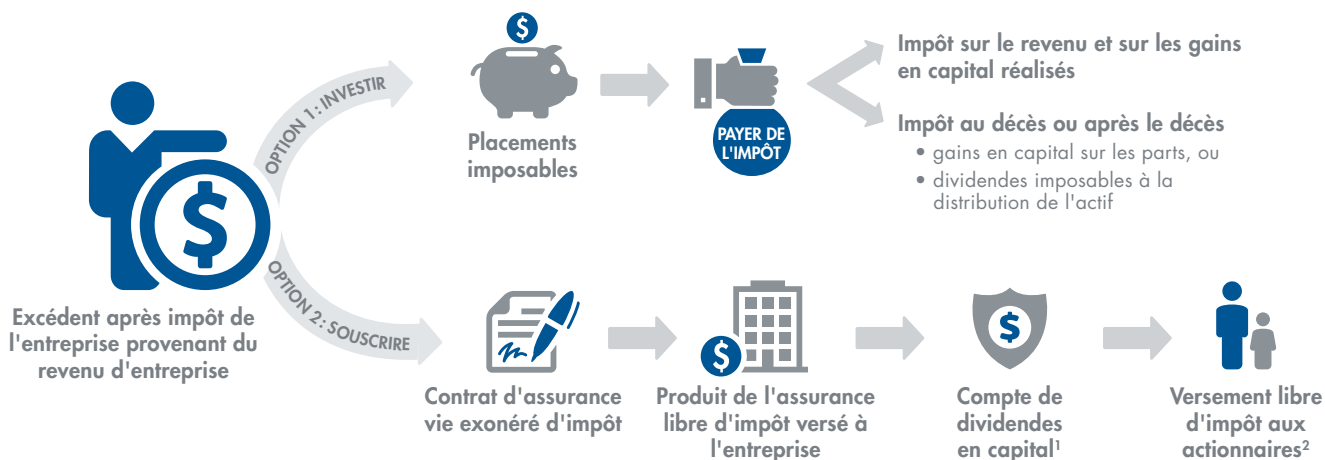 Excédent après impôt de
l'entreprise provenant du
revenu d'entreprise
OPTION 1: INVESTIR
$
$
Placements
imposables
PAYER DE
L'IMPÔT
Impôt sur le revenu et sur les gains
en capital réalisés
Impôt au décès ou après le décès
• gains en capital sur les parts, ou
• dividendes imposables à la
distribution de l'actif
OPTION 2: SOUSCRIRE
Contrat d'assurance
vie exonéré d'impôt
$
Produit de l'assurance
libre d'impôt versé à
l'entreprise
$
Compte de
dividendes
en capital¹
Versement libre
d'impôt aux
actionnaires²